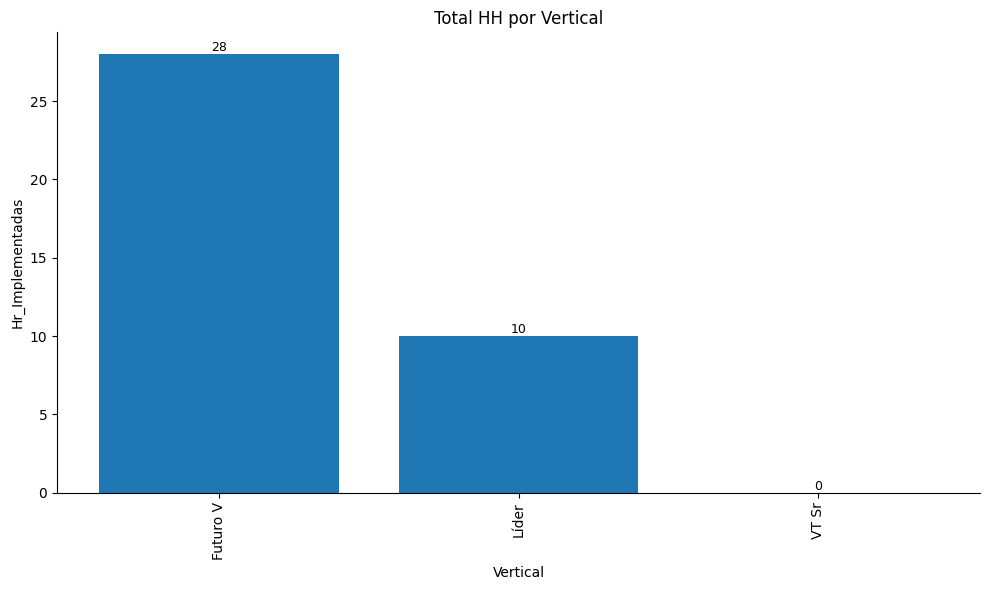 Total HH por Vertical
28
10
0
25
20
15
10
5
0
Hr_Implementadas
Futuro V
Líder
VT Sr
Vertical